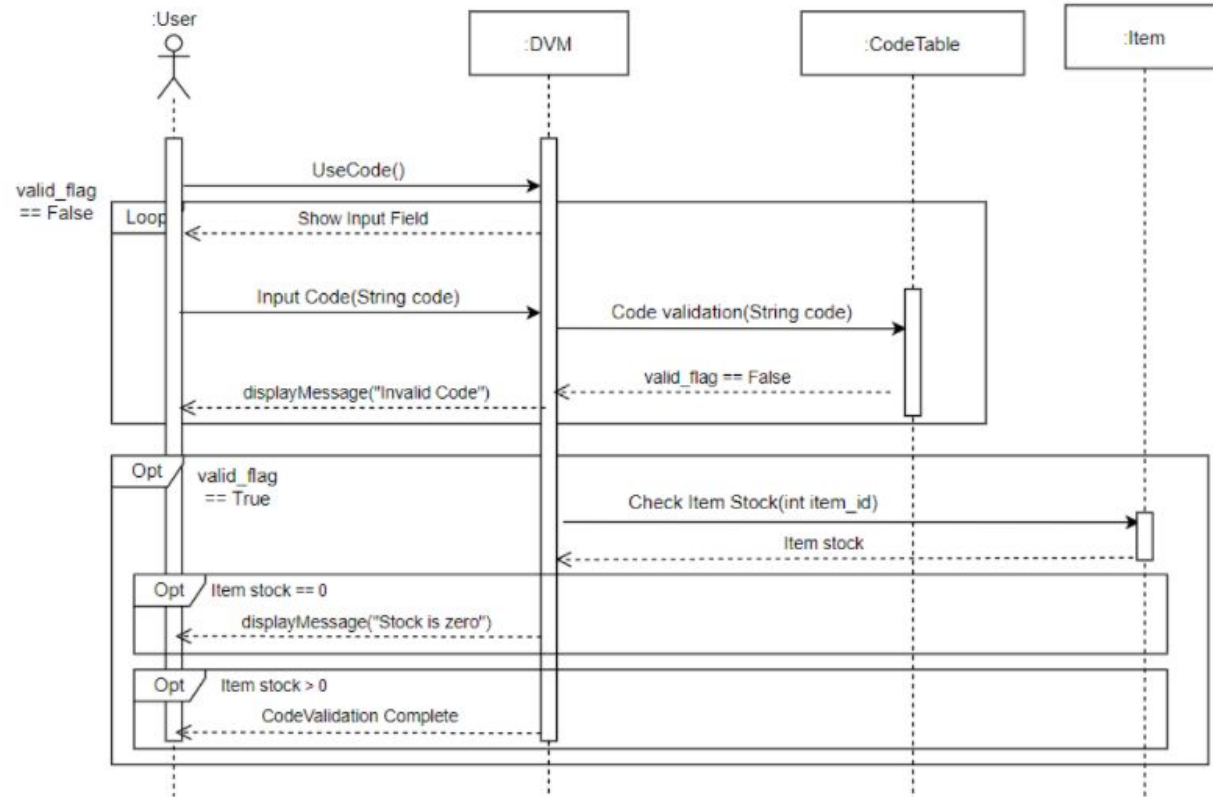 :User
:DVM
:CodeTable
:Item
UseCode()
valid_flag
== False
Loop
Show Input Field
Input Code(String code)
Code validation(String code)
valid_flag == False
displayMessage("Invalid Code")
Opt
valid_flag
== True
Check Item Stock(int item_id)
Item stock
Opt
Item stock == 0
displayMessage("Stock is zero")
Opt
Item stock > 0
CodeValidation Complete